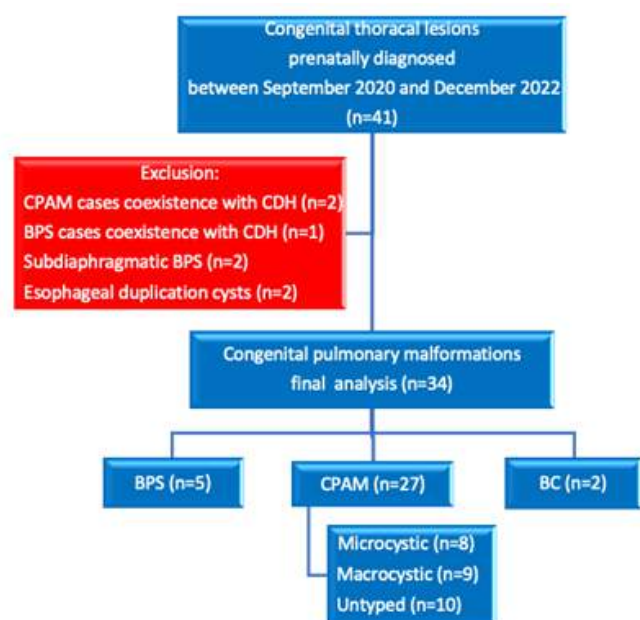 Congenital thoracal lesions
prenatally diagnosed
between September 2020 and December 2022
(n=41)
Exclusion:
CPAM cases coexistence with CDH (n=2)
BPS cases coexistence with CDH (n=1)
Subdiaphragmatic BPS (n=2)
Esophageal duplication cysts (n=2)
Congenital pulmonary malformations
final analysis (n=34)
BPS (n=5)
CPAM (n=27)
BC (n=2)
Microcystic (n=8)
Macrocystic (n=9)
Untyped (n=10)